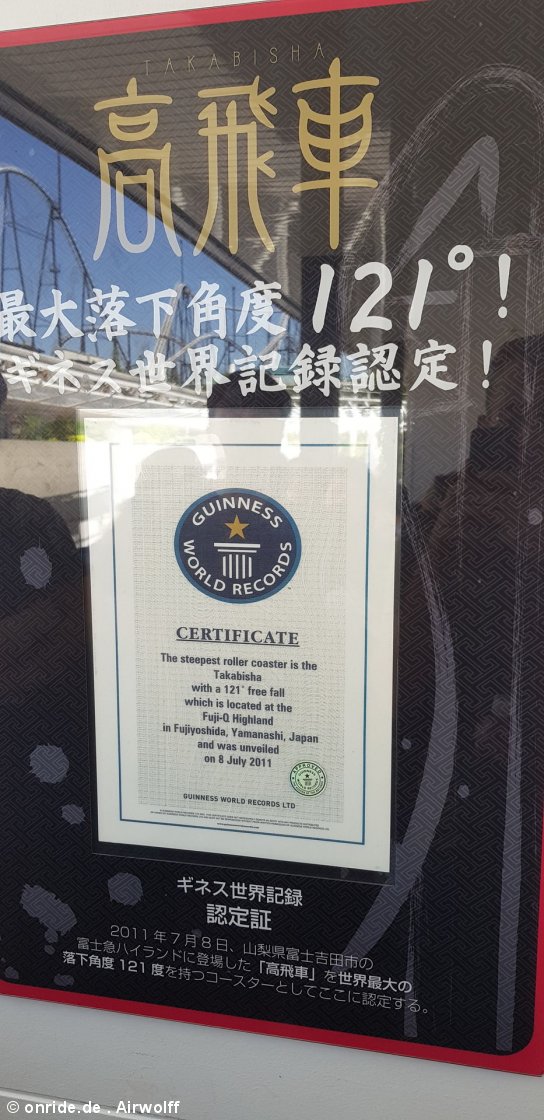 TAKABISHA
高飛車
最大落下角度 121°!
ギネス世界記録認定!
GUINNESS
WORLD RECORDS
CERTIFICATE
The steepest roller coaster is the
Takabisha
with a 121° free fall
which is located at the
Fuji-Q Highland
in Fujiyoshida, Yamanashi, Japan
and was unveiled
on 8 July 2011
APPROVED
GUINNESS WORLD RECORDS LTD
ギネス世界記録
認定証
2011年7月8日、山梨県富士吉田市の
富士急ハイランドに登場した「高飛車」を世界最大の
落下角度 121 度を持つコースターとしてここに認定する。
© onride.de . Airwolff